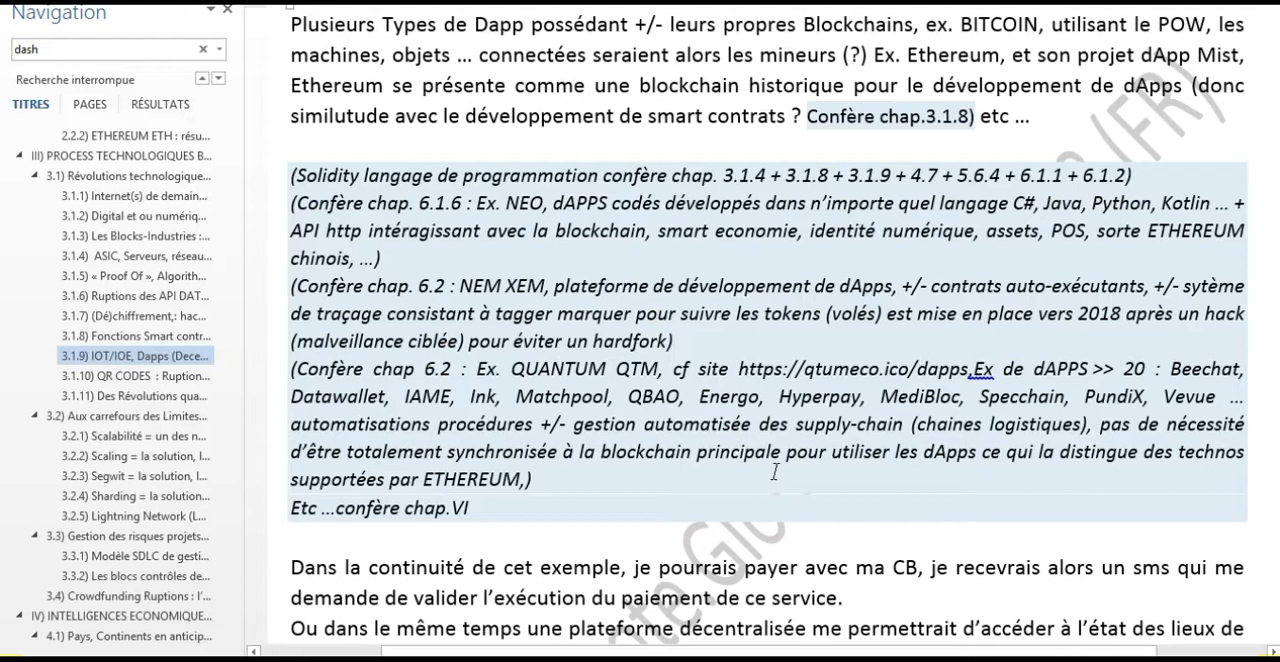 Navigation
dash
Recherche interrompue
TITRES PAGES RÉSULTATS
2.2.2) ETHEREUM ETH : résu...
III) PROCESS TECHNOLOGIQUES B...
3.1) Révolutions technologique...
3.1.1) Internet(s) de demain...
3.1.2) Digital et ou numériq...
3.1.3) Les Blocks-Industries :...
3.1.4) ASIC, Serveurs, réseau...
3.1.5) « Proof Of », Algorith...
3.1.6) Ruptions des API DAT...
3.1.7) (Dé)chiffrement,: hac...
3.1.8) Fonctions Smart contr...
3.1.9) IOT/IOE, Dapps (Dece...
3.1.10) QR CODES : Ruption...
3.1.11) Des Révolutions qua...
3.2) Aux carrefours des Limites...
3.2.1) Scalabilité = un des n...
3.2.2) Scaling = la solution, l...
3.2.3) Segwit = la solution, I...
3.2.4) Sharding = la solution...
3.2.5) Lightning Network (L...
3.3) Gestion des risques projets...
3.3.1) Modèle SDLC de gesti...
3.3.2) Les blocs contrôles de...
3.4) Crowdfunding Ruptions : l'...
IV) INTELLIGENCES ECONOMIQUE...
4.1) Pays, Continents en anticip...
Plusieurs Types de Dapp possédant +/- leurs propres Blockchains, ex. BITCOIN, utilisant le POW, les
machines, objets ... connectées seraient alors les mineurs (?) Ex. Ethereum, et son projet dApp Mist,
Ethereum se présente comme une blockchain historique pour le développement de dApps (donc
similutude avec le développement de smart contrats ? Confère chap.3.1.8) etc ...
(Solidity langage de programmation confère chap. 3.1.4 + 3.1.8 + 3.1.9 + 4.7 + 5.6.4 + 6.1.1 + 6.1.2)
(Confère chap. 6.1.6 : Ex. NEO, dAPPS codés développés dans n'importe quel langage C#, Java, Python, Kotlin ... +
API http intéragissant avec la blockchain, smart economie, identité numérique, assets, POS, sorte ETHEREUM
chinois, ...)
(Confère chap. 6.2 : NEM XEM, plateforme de développement de dApps, +/- contrats auto-exécutants, +/- sytème
de traçage consistant à tagger marquer pour suivre les tokens (volés) est mise en place vers 2018 après un hack
(malveillance ciblée) pour éviter un hardfork)
(Confère chap 6.2 : Ex. QUANTUM QTM, cf site https://qtumeco.ico/dapps,Ex de dAPPS >> 20 : Beechat,
Datawallet, IAME, Ink, Matchpool, QBAO, Energo, Hyperpay, MediBloc, Specchain, PundiX, Vevue ...
automatisations procédures +/- gestion automatisée des supply-chain (chaines logistiques), pas de nécessité
d'être totalement synchronisée à la blockchain principale pour utiliser les dApps ce qui la distingue des technos
supportées par ETHEREUM,)
Etc ...confère chap.VI
Dans la continuité de cet exemple, je pourrais payer avec ma CB, je recevrais alors un sms qui me
demande de valider l'exécution du paiement de ce service.
Ou dans le même temps une plateforme décentralisée me permettrait d'accéder à l'état des lieux de
(FR)